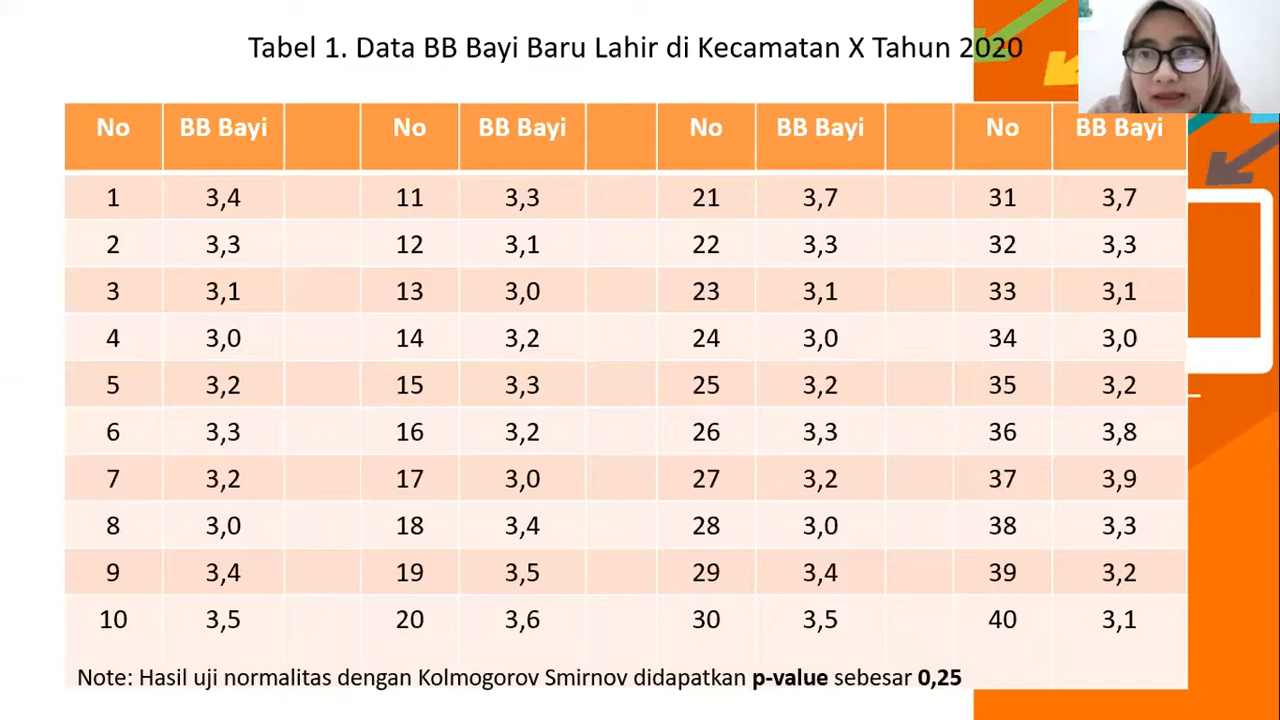 Tabel 1. Data BB Bayi Baru Lahir di Kecamatan X Tahun 2020
No BB Bayi No BB Bayi No BB Bayi No BB Bayi
1 3,4 11 3,3 21 3,7 31 3,7
2 3,3 12 3,1 22 3,3 32 3,3
3 3,1 13 3,0 23 3,1 33 3,1
4 3,0 14 3,2 24 3,0 34 3,0
5 3,2 15 3,3 25 3,2 35 3,2
6 3,3 16 3,2 26 3,3 36 3,8
7 3,2 17 3,0 27 3,2 37 3,9
8 3,0 18 3,4 28 3,0 38 3,3
9 3,4 19 3,5 29 3,4 39 3,2
10 3,5 20 3,6 30 3,5 40 3,1
Note: Hasil uji normalitas dengan Kolmogorov Smirnov didapatkan p-value sebesar 0,25